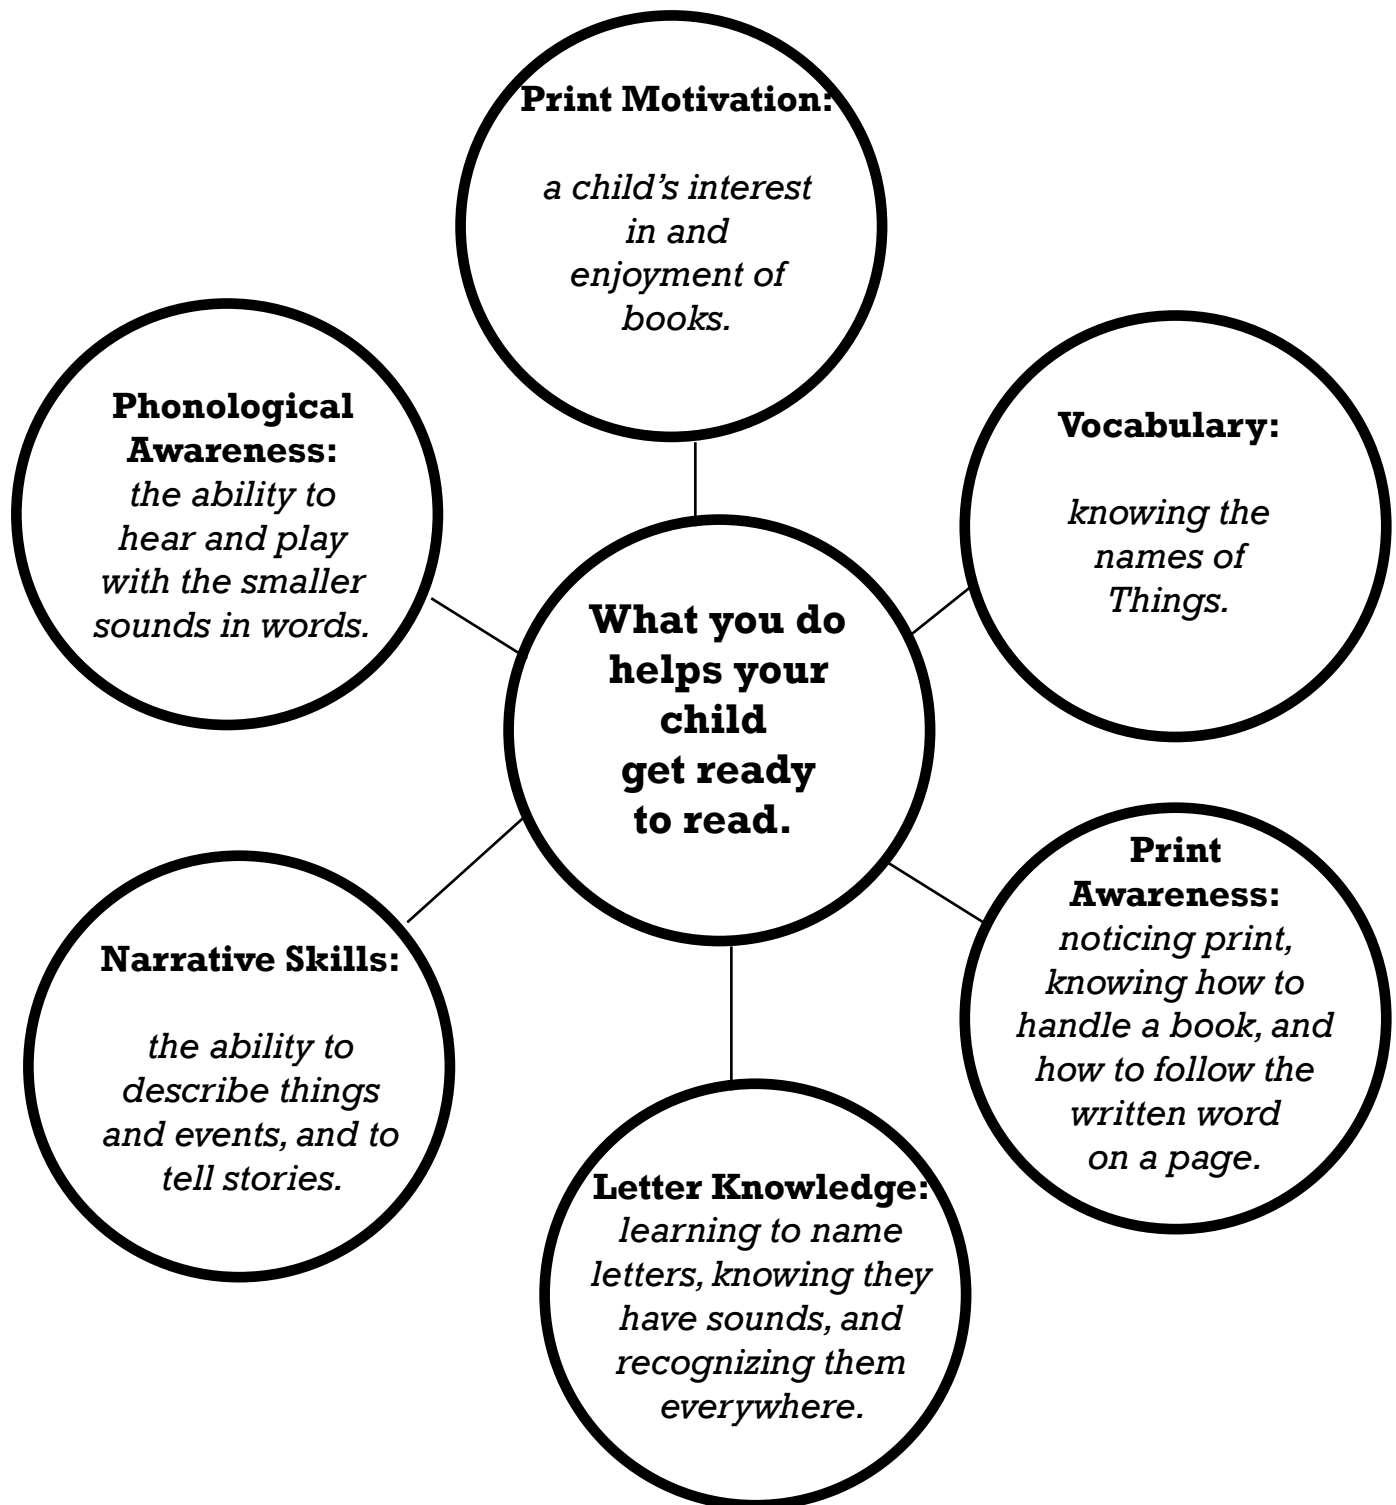 Print Motivation:
a child’s interest
in and
enjoyment of
books.
Phonological
Awareness:
the ability to
hear and play
with the smaller
sounds in words.
Vocabulary:
knowing the
names of
Things.
What you do
helps your
child
get ready
to read.
Narrative Skills:
the ability to
describe things
and events, and to
tell stories.
Print
Awareness:
noticing print,
knowing how to
handle a book, and
how to follow the
written word
on a page.
Letter Knowledge:
learning to name
letters, knowing they
have sounds, and
recognizing them
everywhere.